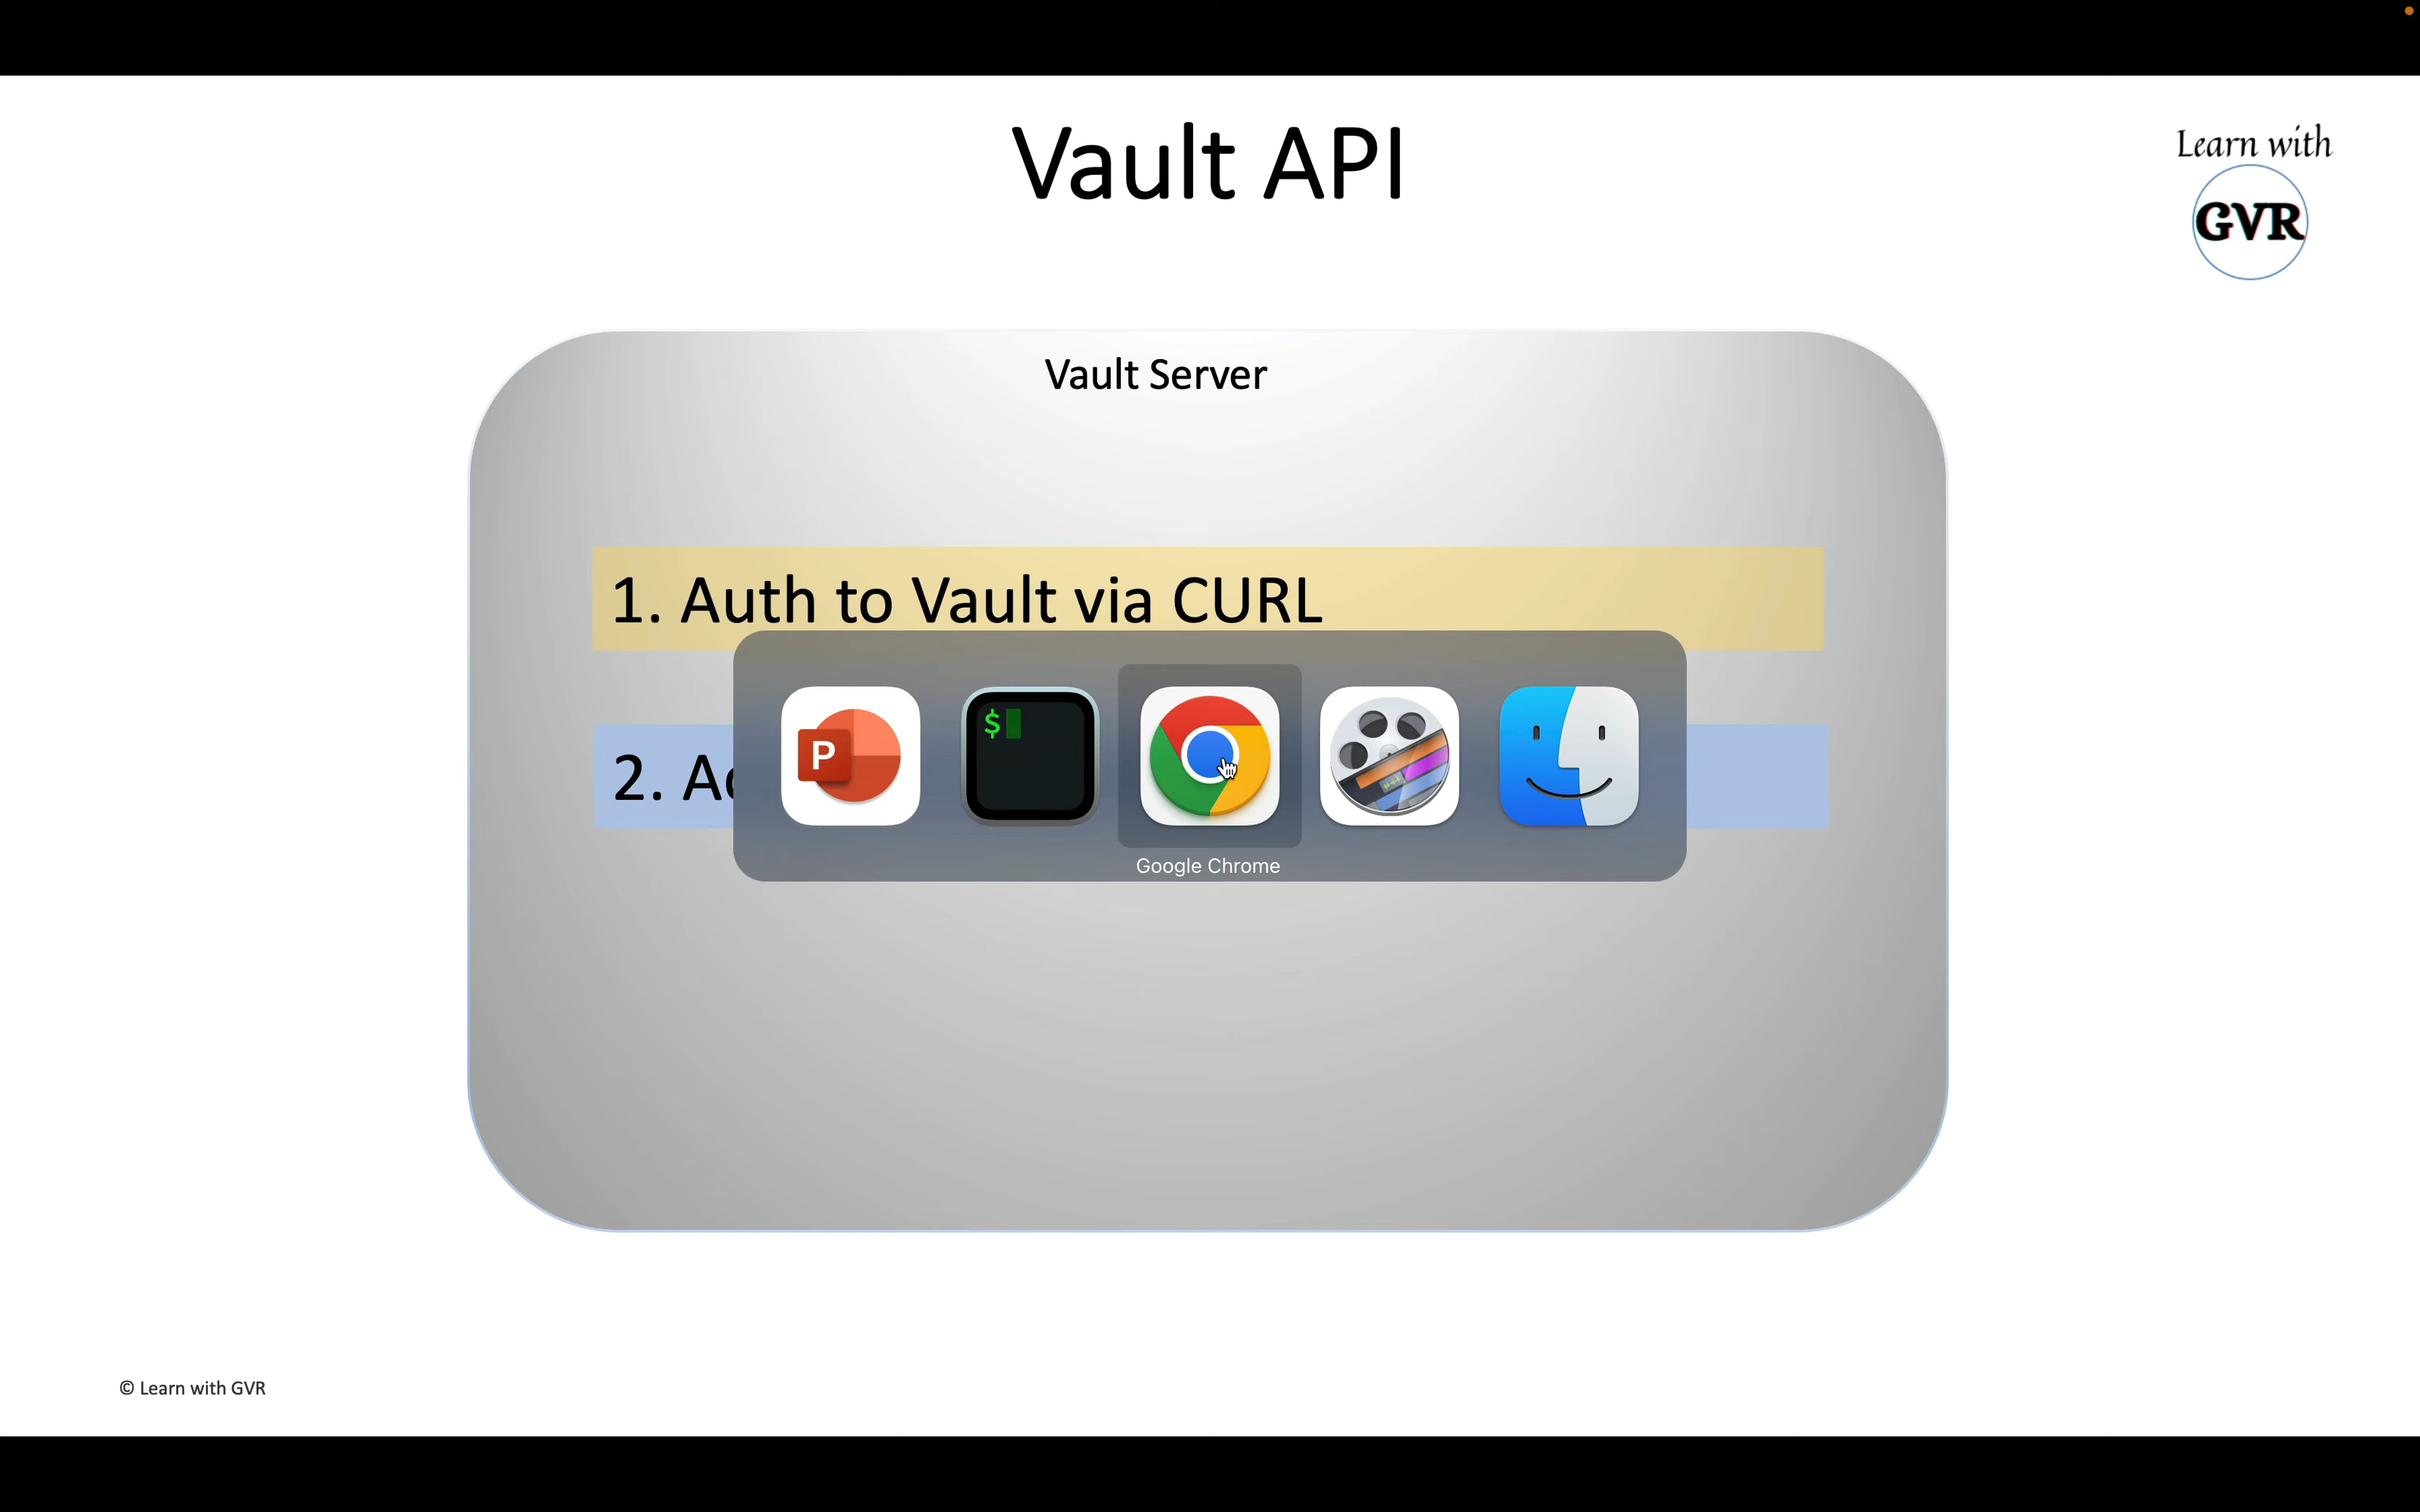 Vault API
Learn with
GVR
Vault Server
1. Auth to Vault via CURL
2.
$
P
Google Chrome
© Learn with GVR